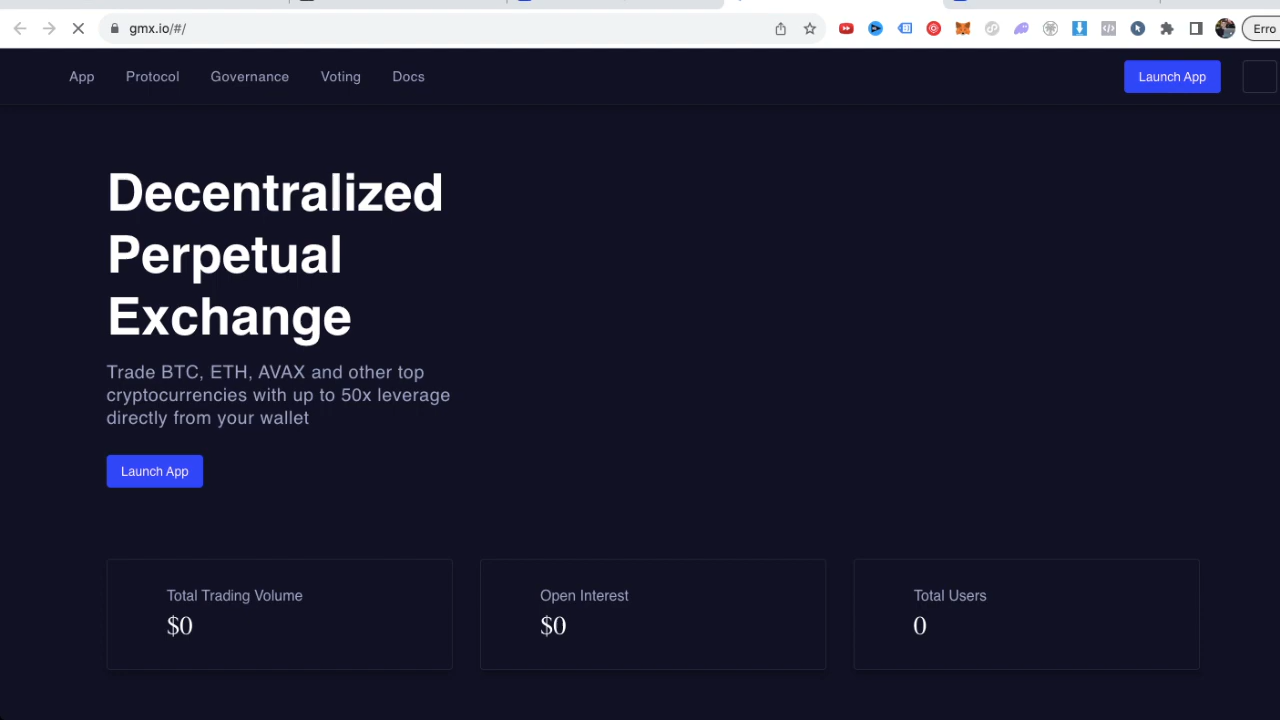 gmx.io/#/
Erro
App Protocol Governance Voting Docs
Launch App
Decentralized
Perpetual
Exchange
Trade BTC, ETH, AVAX and other top
cryptocurrencies with up to 50x leverage
directly from your wallet
Launch App
Total Trading Volume
$0
Open Interest
$0
Total Users
0